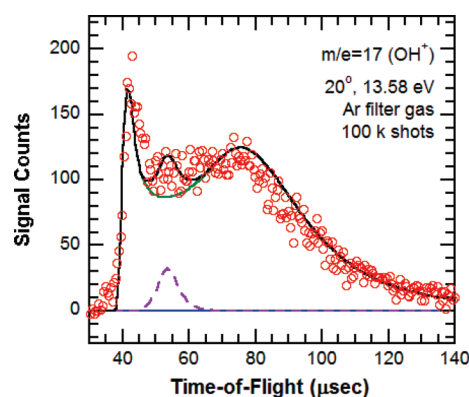 200
150
100
50
0
Signal Counts
m/e=17 (OH⁺)
20°, 13.58 eV
Ar filter gas
100 k shots
40 60 80 100 120 140
Time-of-Flight (μsec)